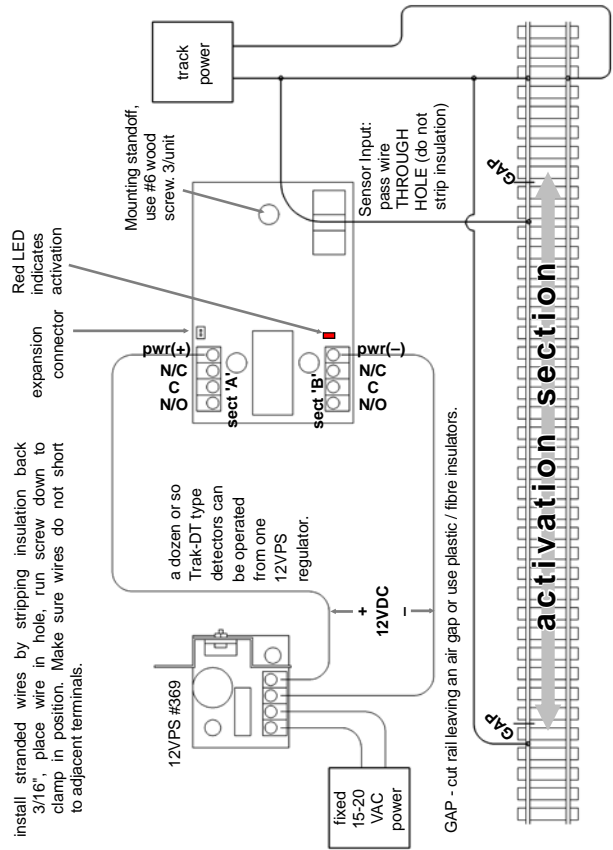 install stranded wires by stripping insulation back
3/16", place wire in hole, run screw down to
clamp in position. Make sure wires do not short
to adjacent terminals.
expansion
connector
Red LED
indicates
activation
Mounting standoff,
use #6 wood
screw. 3/unit
track
power
pwr(+)
N/C
C
N/O
sect 'A'
sect 'B'
pwr(–)
N/C
C
N/O
Sensor Input:
pass wire
THROUGH
HOLE (do not
strip insulation)
12VPS #369
a dozen or so
Trak-DT type
detectors can
be operated
from one
12VPS
regulator.
+
12VDC
–
fixed
15-20
VAC
power
GAP - cut rail leaving an air gap or use plastic / fibre insulators.
GAP
activation section
GAP